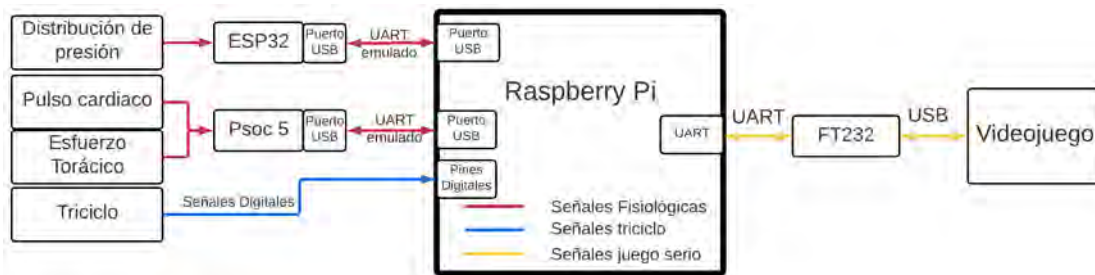 Distribución de
presión
ESP32
Puerto
USB
UART
emulado
Puerto
USB
Pulso cardiaco
Esfuerzo
Torácico
Psoc 5
Puerto
USB
UART
emulado
Puerto
USB
Triciclo
Señales Digitales
Pines
Digitales
Raspberry Pi
UART
UART
FT232
USB
Videojuego
Señales Fisiológicas
Señales triciclo
Señales juego serio